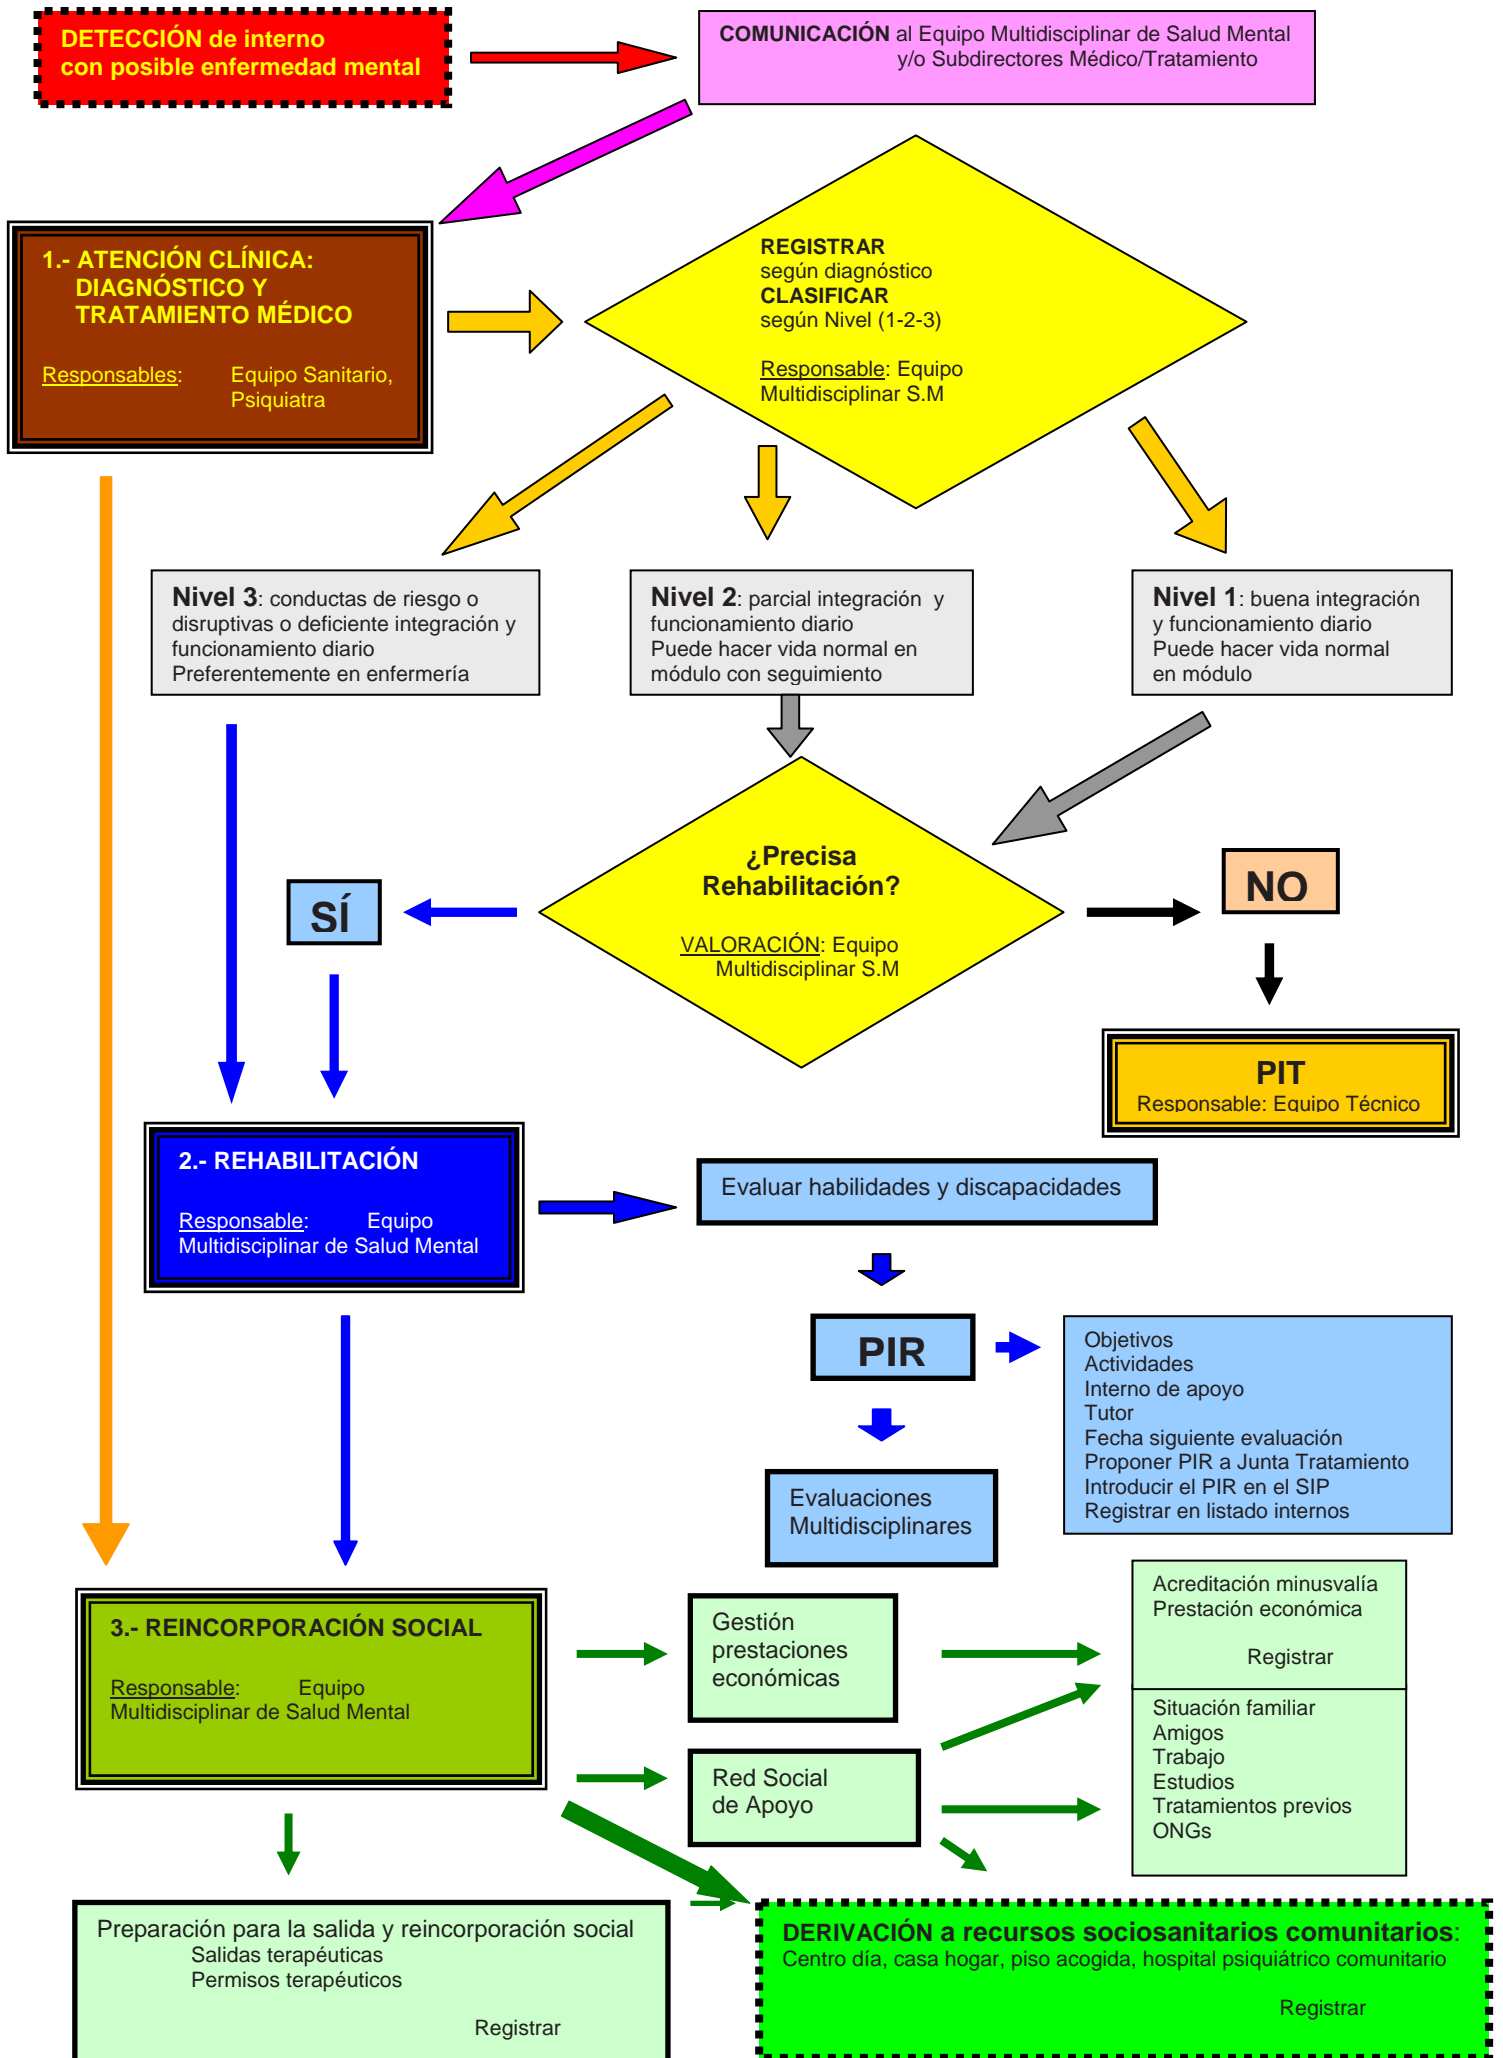 DETECCIÓN de interno
con posible enfermedad mental
COMUNICACIÓN al Equipo Multidisciplinar de Salud Mental
y/o Subdirectores Médico/Tratamiento
1.- ATENCIÓN CLÍNICA:
DIAGNÓSTICO Y
TRATAMIENTO MÉDICO
Responsables: Equipo Sanitario,
Psiquiatra
REGISTRAR
según diagnóstico
CLASIFICAR
según Nivel (1-2-3)
Responsable: Equipo
Multidisciplinar S.M
Nivel 3: conductas de riesgo o
disruptivas o deficiente integración y
funcionamiento diario
Preferentemente en enfermería
Nivel 2: parcial integración y
funcionamiento diario
Puede hacer vida normal en
módulo con seguimiento
Nivel 1: buena integración
y funcionamiento diario
Puede hacer vida normal
en módulo
¿Precisa
Rehabilitación?
VALORACIÓN: Equipo
Multidisciplinar S.M
SÍ
NO
PIT
Responsable: Equipo Técnico
2.- REHABILITACIÓN
Responsable: Equipo
Multidisciplinar de Salud Mental
Evaluar habilidades y discapacidades
PIR
Objetivos
Actividades
Interno de apoyo
Tutor
Fecha siguiente evaluación
Proponer PIR a Junta Tratamiento
Introducir el PIR en el SIP
Registrar en listado internos
Evaluaciones
Multidisciplinares
3.- REINCORPORACIÓN SOCIAL
Responsable: Equipo
Multidisciplinar de Salud Mental
Gestión
prestaciones
económicas
Acreditación minusvalía
Prestación económica
Registrar
Red Social
de Apoyo
Situación familiar
Amigos
Trabajo
Estudios
Tratamientos previos
ONGs
Preparación para la salida y reincorporación social
Salidas terapéuticas
Permisos terapéuticos
Registrar
DERIVACIÓN a recursos sociosanitarios comunitarios:
Centro día, casa hogar, piso acogida, hospital psiquiátrico comunitario
Registrar